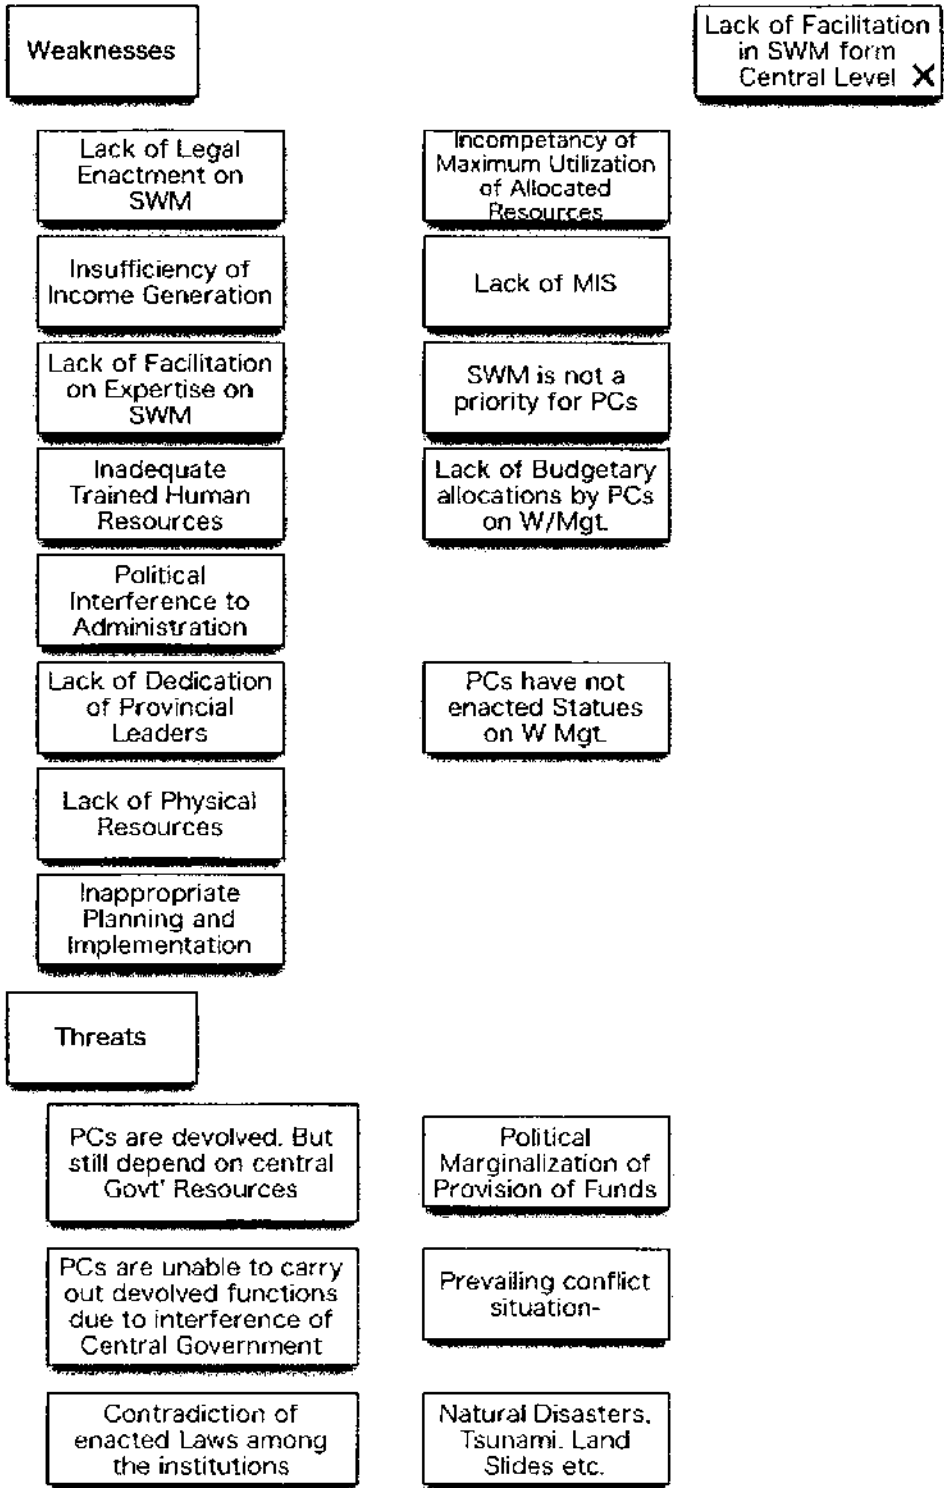 Weaknesses
Lack of Facilitation
in SWM form
Central Level X
Lack of Legal
Enactment on
SWM
Incompetancy of
Maximum Utilization
of Allocated
Resources
Insufficiency of
Income Generation
Lack of MIS
Lack of Facilitation
on Expertise on
SWM
SWM is not a
priority for PCs
Inadequate
Trained Human
Resources
Lack of Budgetary
allocations by PCs
on W/Mgt.
Political
Interference to
Administration
Lack of Dedication
of Provincial
Leaders
PCs have not
enacted Statues
on W Mgt.
Lack of Physical
Resources
Inappropriate
Planning and
Implementation
Threats
PCs are devolved. But
still depend on central
Govt' Resources
Political
Marginalization of
Provision of Funds
PCs are unable to carry
out devolved functions
due to interference of
Central Government
Prevailing conflict
situation-
Contradiction of
enacted Laws among
the institutions
Natural Disasters,
Tsunami. Land
Slides etc.